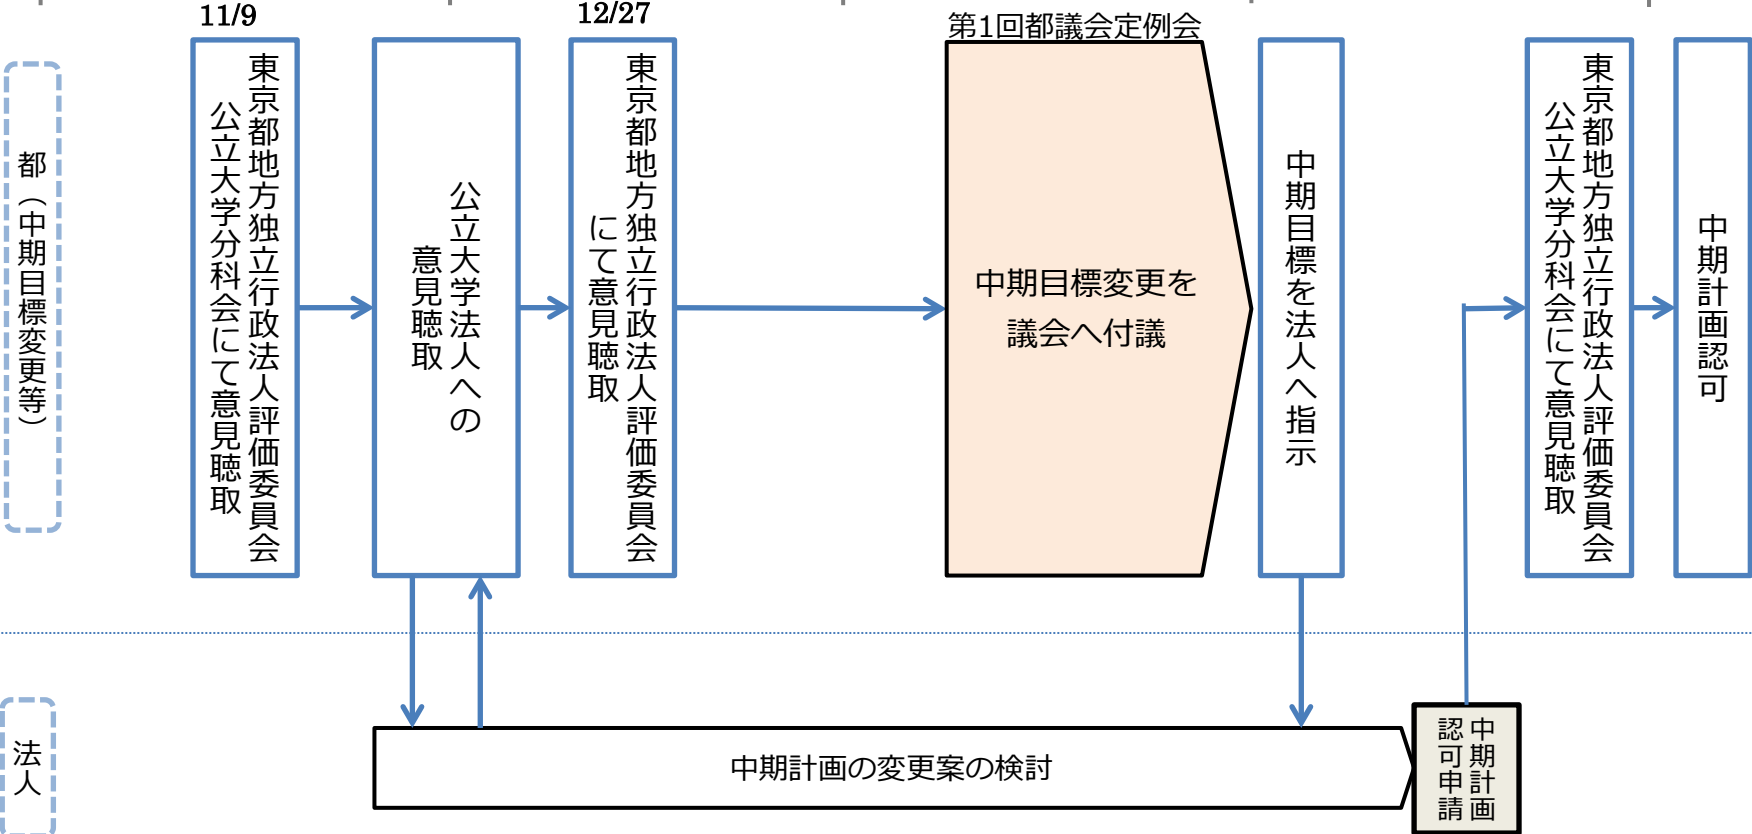 11/9
12/27
第1回都議会定例会
都（中期目標変更等）
東京都地方独立行政法人評価委員会
公立大学分科会にて意見聴取
公立大学法人への
意見聴取
東京都地方独立行政法人評価委員会
にて意見聴取
中期目標変更を
議会へ付議
中期目標を法人へ指示
東京都地方独立行政法人評価委員会
公立大学分科会にて意見聴取
中期計画認可
法人
中期計画の変更案の検討
中期計画
認可申請